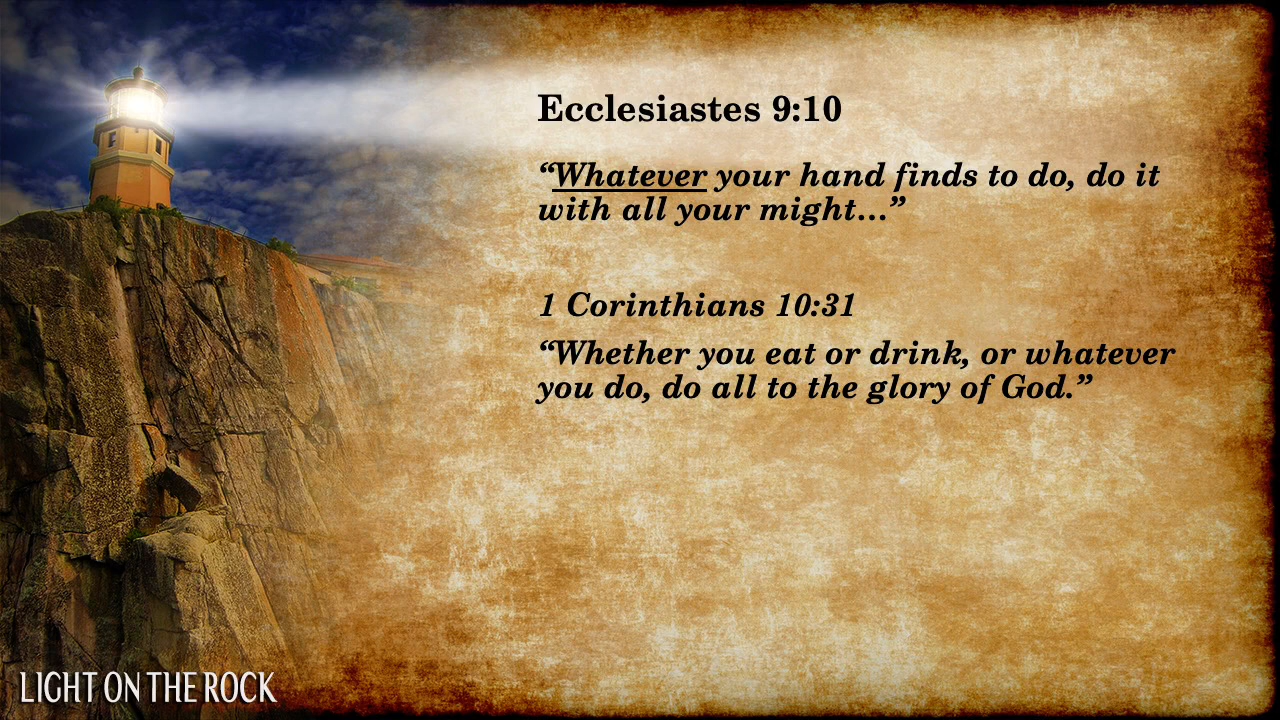 Ecclesiastes 9:10
“Whatever your hand finds to do, do it
with all your might…”
1 Corinthians 10:31
“Whether you eat or drink, or whatever
you do, do all to the glory of God.”
LIGHT ON THE ROCK